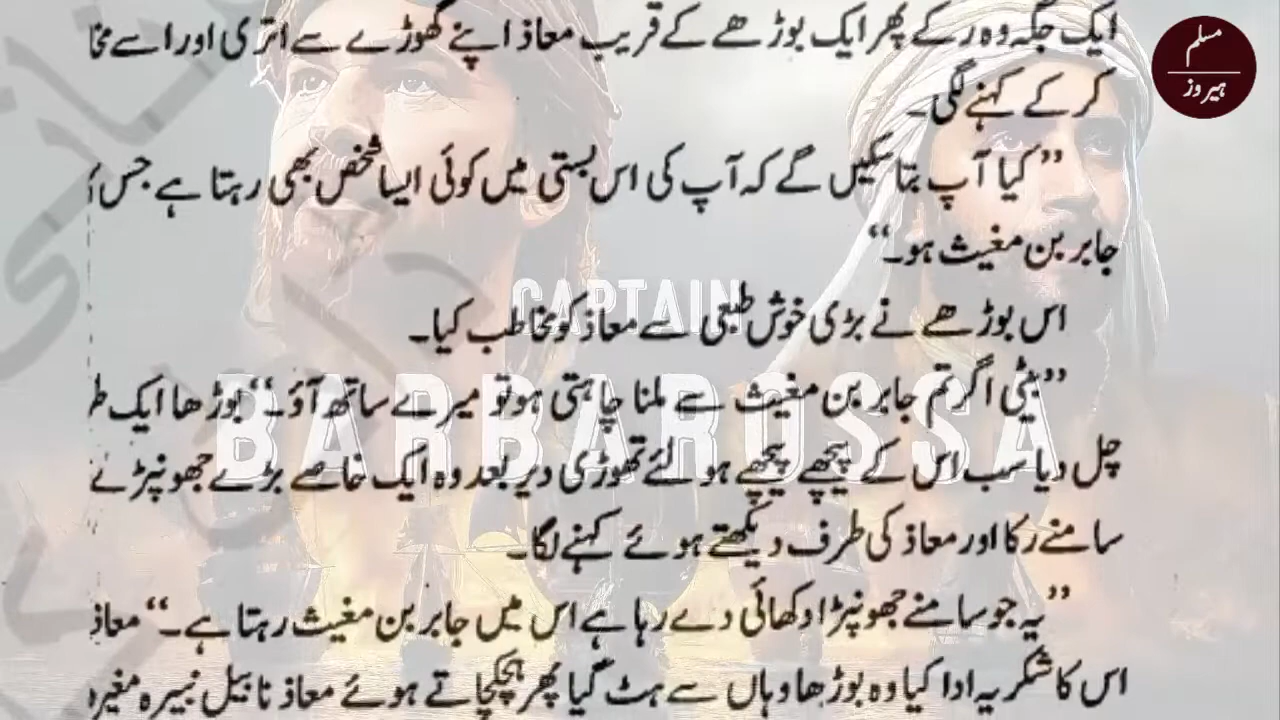 ایک جگہ وہ رکے پھر ایک بوڑھے کے قریب معاذ اپنے گھوڑے سے اتری اور اسے مخا
کر کے کہنے لگی۔
”کیا آپ بتا سکیں گے کہ آپ کی اس بستی میں کوئی ایسا شخص بھی رہتا ہے جس
جابر بن مغیث ہو۔“
اس بوڑھے نے بڑی خوش طبعی سے معاذ کو مخاطب کیا۔
”بیٹی اگر تم جابر بن مغیث سے ملنا چاہتی ہو تو میرے ساتھ آؤ۔“ بوڑھا ایک ط
چل دیا سب اس کے پیچھے پیچھے ہو لئے تھوڑی دیر بعد وہ ایک خاصے بڑے جھونپڑے
سامنے رکا اور معاذ کی طرف دیکھتے ہوئے کہنے لگا۔
”یہ جو سامنے جھونپڑا دکھائی دے رہا ہے اس میں جابر بن مغیث رہتا ہے۔“ معاذ
اس کا شکریہ ادا کیا وہ بوڑھا وہاں سے ہٹ گیا پھر ہچکچاتے ہوئے معاذ نابیل نبیرہ مغیرہ
مسلم
ہیروز
CAPTAIN
BARBAROSSA